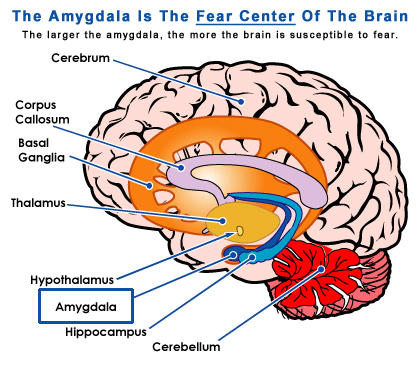 The Amygdala Is The Fear Center Of The Brain
The larger the amygdala, the more the brain is susceptible to fear.
Cerebrum
Corpus
Callosum
Basal
Ganglia
Thalamus
Hypothalamus
Amygdala
Hippocampus
Cerebellum